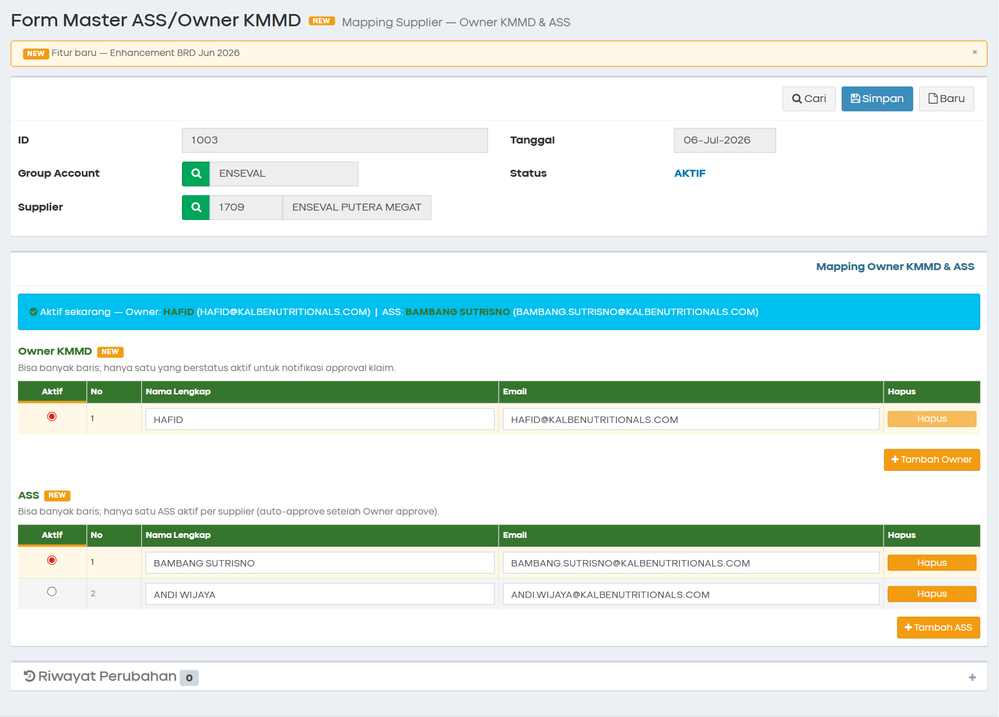 Form Master ASS/Owner KMMD NEW Mapping Supplier — Owner KMMD & ASS
NEW Fitur baru — Enhancement BRD Jun 2026 ×
Cari Simpan Baru
ID 1003 Tanggal 06-Jul-2026
Group Account ENSEVAL Status AKTIF
Supplier 1709 ENSEVAL PUTERA MEGAT
Mapping Owner KMMD & ASS
Aktif sekarang — Owner: HAFID (HAFID@KALBENUTRITIONALS.COM) | ASS: BAMBANG SUTRISNO (BAMBANG.SUTRISNO@KALBENUTRITIONALS.COM)
Owner KMMD NEW
Bisa banyak baris; hanya satu yang berstatus aktif untuk notifikasi approval klaim.
Aktif No Nama Lengkap Email Hapus
1 HAFID HAFID@KALBENUTRITIONALS.COM Hapus
Tambah Owner
ASS NEW
Bisa banyak baris; hanya satu ASS aktif per supplier (auto-approve setelah Owner approve).
Aktif No Nama Lengkap Email Hapus
1 BAMBANG SUTRISNO BAMBANG.SUTRISNO@KALBENUTRITIONALS.COM Hapus
2 ANDI WIJAYA ANDI.WIJAYA@KALBENUTRITIONALS.COM Hapus
Tambah ASS
Riwayat Perubahan 0